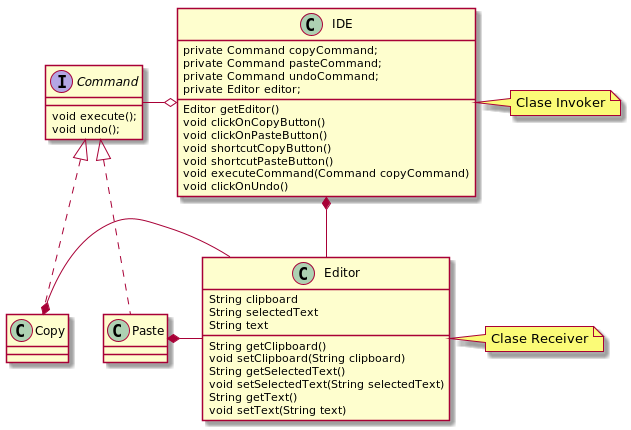 C IDE
private Command copyCommand;
private Command pasteCommand;
private Command undoCommand;
private Editor editor;
Editor getEditor()
void clickOnCopyButton()
void clickOnPasteButton()
void shortcutCopyButton()
void shortcutPasteButton()
void executeCommand(Command copyCommand)
void clickOnUndo()
I Command
void execute();
void undo();
Clase Invoker
C Copy
C Paste
C Editor
String clipboard
String selectedText
String text
String getClipboard()
void setClipboard(String clipboard)
String getSelectedText()
void setSelectedText(String selectedText)
String getText()
void setText(String text)
Clase Receiver